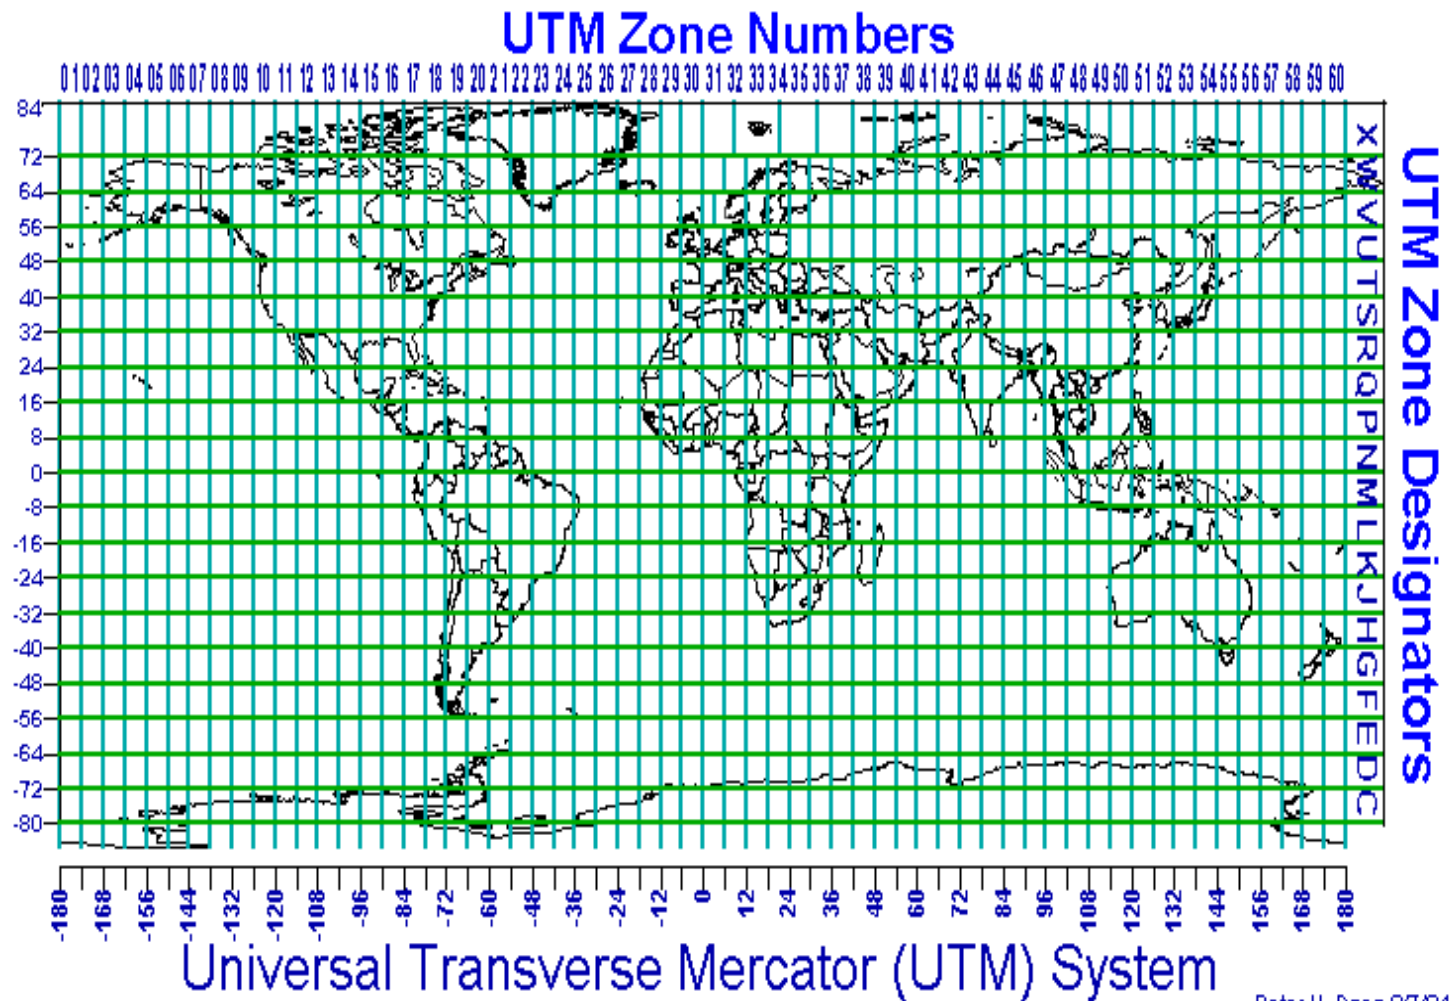 UTM Zone Numbers
01 02 03 04 05 06 07 08 09 10 11 12 13 14 15 16 17 18 19 20 21 22 23 24 25 26 27 28 29 30 31 32 33 34 35 36 37 38 39 40 41 42 43 44 45 46 47 48 49 50 51 52 53 54 55 56 57 58 59 60
84
72
64
56
48
40
32
24
16
8
0
-8
-16
-24
-32
-40
-48
-56
-64
-72
-80
X
W
V
U
T
S
R
Q
P
N
M
L
K
J
H
G
F
E
D
C
UTM Zone Designators
-180 -168 -156 -144 -132 -120 -108 -96 -84 -72 -60 -48 -36 -24 -12 0 12 24 36 48 60 72 84 96 108 120 132 144 156 168 180
Universal Transverse Mercator (UTM) System